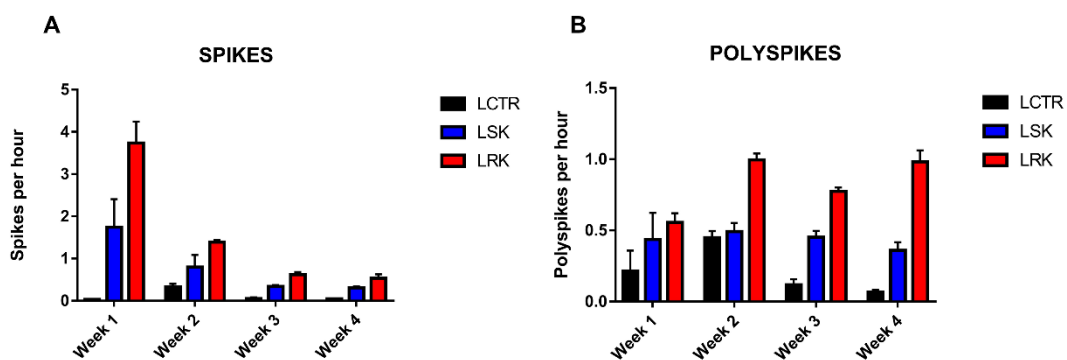 A
SPIKES
Spikes per hour
5
4
3
2
1
0
Week 1
Week 2
Week 3
Week 4
LCTR
LSK
LRK
B
POLYSPIKES
Polyspikes per hour
1.5
1.0
0.5
0.0
Week 1
Week 2
Week 3
Week 4
LCTR
LSK
LRK